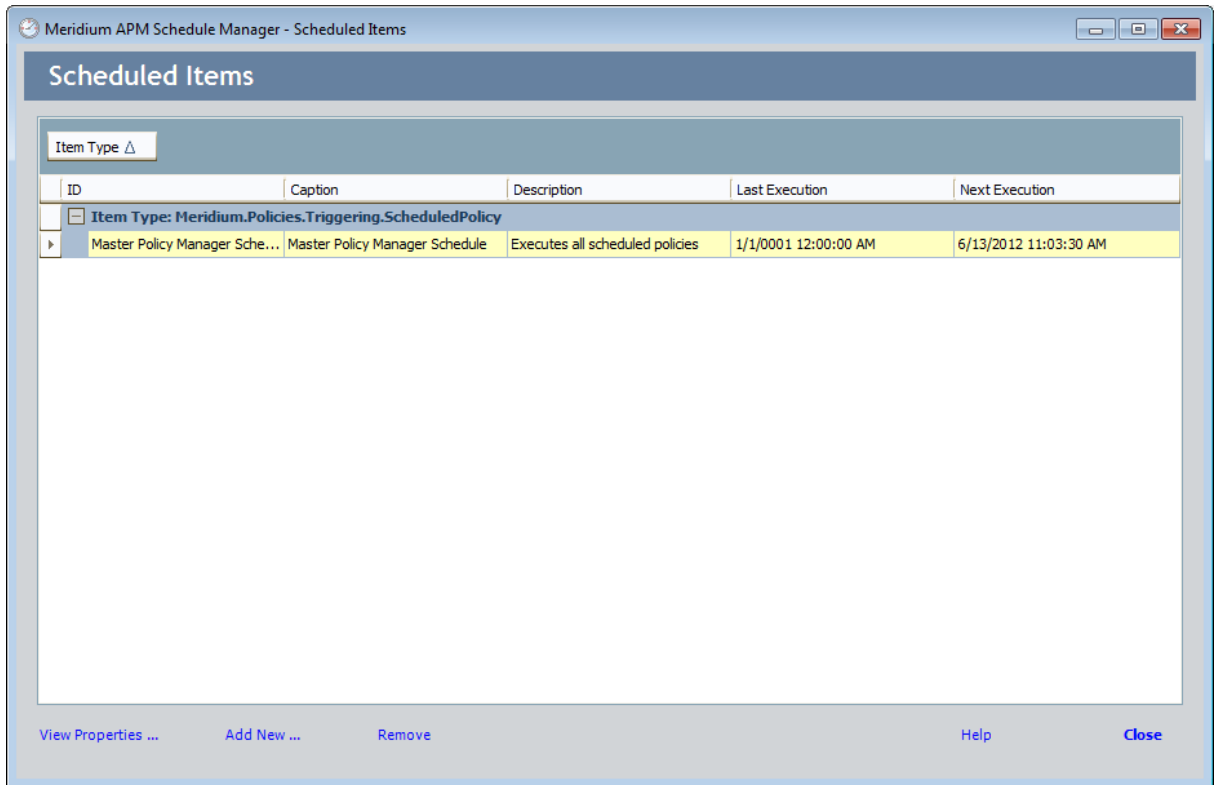 Meridium APM Schedule Manager - Scheduled Items
Scheduled Items
Item Type
ID Caption Description Last Execution Next Execution
Item Type: Meridium.Policies.Triggering.ScheduledPolicy
Master Policy Manager Sche... Master Policy Manager Schedule Executes all scheduled policies 1/1/0001 12:00:00 AM 6/13/2012 11:03:30 AM
View Properties ... Add New ... Remove Help Close